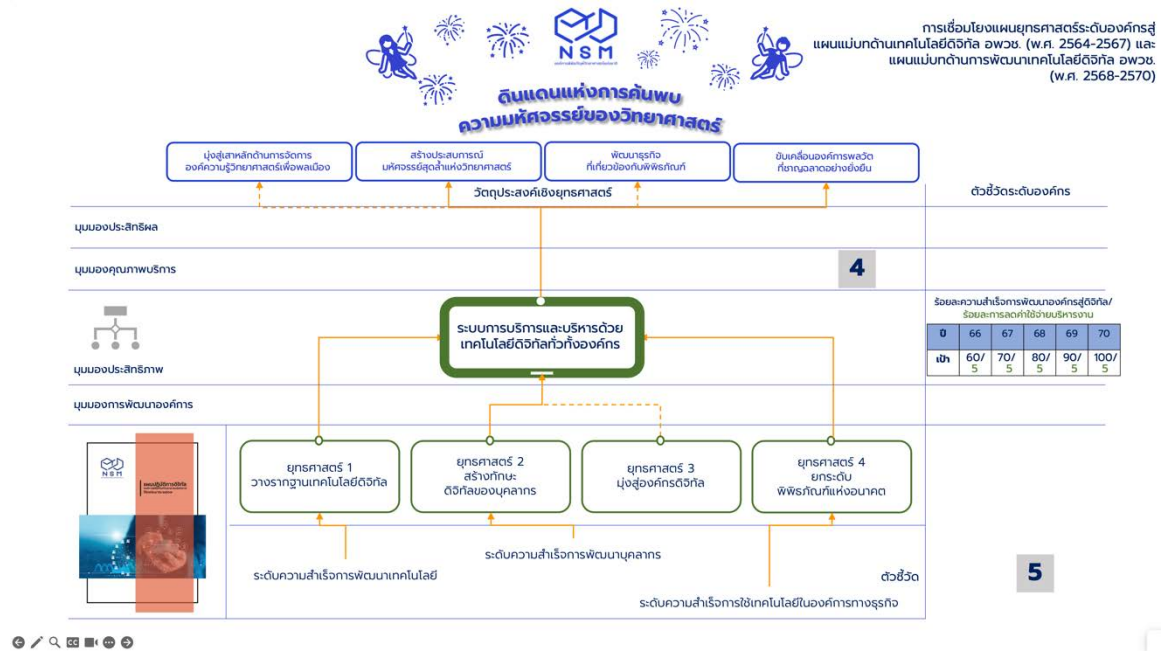 NSM
การเชื่อมโยงแผนยุทธศาสตร์ระดับองค์กรสู่
แผนแม่บทด้านเทคโนโลยีดิจิทัล อพวช. (พ.ศ. 2564-2567) และ
แผนแม่บทด้านการพัฒนาเทคโนโลยีดิจิทัล อพวช.
(พ.ศ. 2568-2570)
ดินแดนแห่งการค้นพบ
ความมหัศจรรย์ของวิทยาศาสตร์
มุ่งสู่เสาหลักด้านการจัดการ
องค์ความรู้วิทยาศาสตร์เพื่อพลเมือง
สร้างประสบการณ์
มหัศจรรย์สุดล้ำแห่งวิทยาศาสตร์
พัฒนาธุรกิจ
ที่เกี่ยวข้องกับพิพิธภัณฑ์
ขับเคลื่อนองค์การพลวัต
ที่ชาญฉลาดอย่างยั่งยืน
วัตถุประสงค์เชิงยุทธศาสตร์
ตัวชี้วัดระดับองค์กร
มุมมองประสิทธิผล
มุมมองคุณภาพบริการ
4
ระบบการบริการและบริหารด้วย
เทคโนโลยีดิจิทัลทั่วทั้งองค์กร
ร้อยละความสำเร็จการพัฒนาองค์กรสู่ดิจิทัล/
ร้อยละการลดค่าใช้จ่ายบริหารงาน
ปี 66 67 68 69 70
เป้า 60/5 70/5 80/5 90/5 100/5
มุมมองประสิทธิภาพ
มุมมองการพัฒนาองค์การ
NSM
ยุทธศาสตร์ 1
วางรากฐานเทคโนโลยีดิจิทัล
ยุทธศาสตร์ 2
สร้างทักษะ
ดิจิทัลของบุคลากร
ยุทธศาสตร์ 3
มุ่งสู่องค์กรดิจิทัล
ยุทธศาสตร์ 4
ยกระดับ
พิพิธภัณฑ์แห่งอนาคต
ระดับความสำเร็จการพัฒนาบุคลากร
ระดับความสำเร็จการพัฒนาเทคโนโลยี
ตัวชี้วัด
5
ระดับความสำเร็จการใช้เทคโนโลยีในองค์การทางธุรกิจ